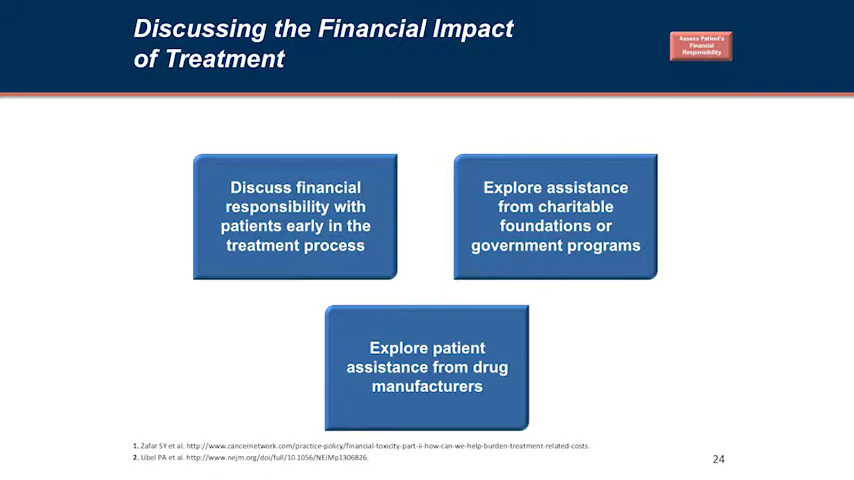 Discussing the Financial Impact
of Treatment
Assess Patient's
Financial
Responsibility
Discuss financial
responsibility with
patients early in the
treatment process
Explore assistance
from charitable
foundations or
government programs
Explore patient
assistance from drug
manufacturers
1. Zafar SY et al. http://www.cancernetwork.com/practice-policy/financial-toxicity-part-ii-how-can-we-help-burden-treatment-related-costs.
2. Ubel PA et al. http://www.nejm.org/doi/full/10.1056/NEJMp1306826.
24